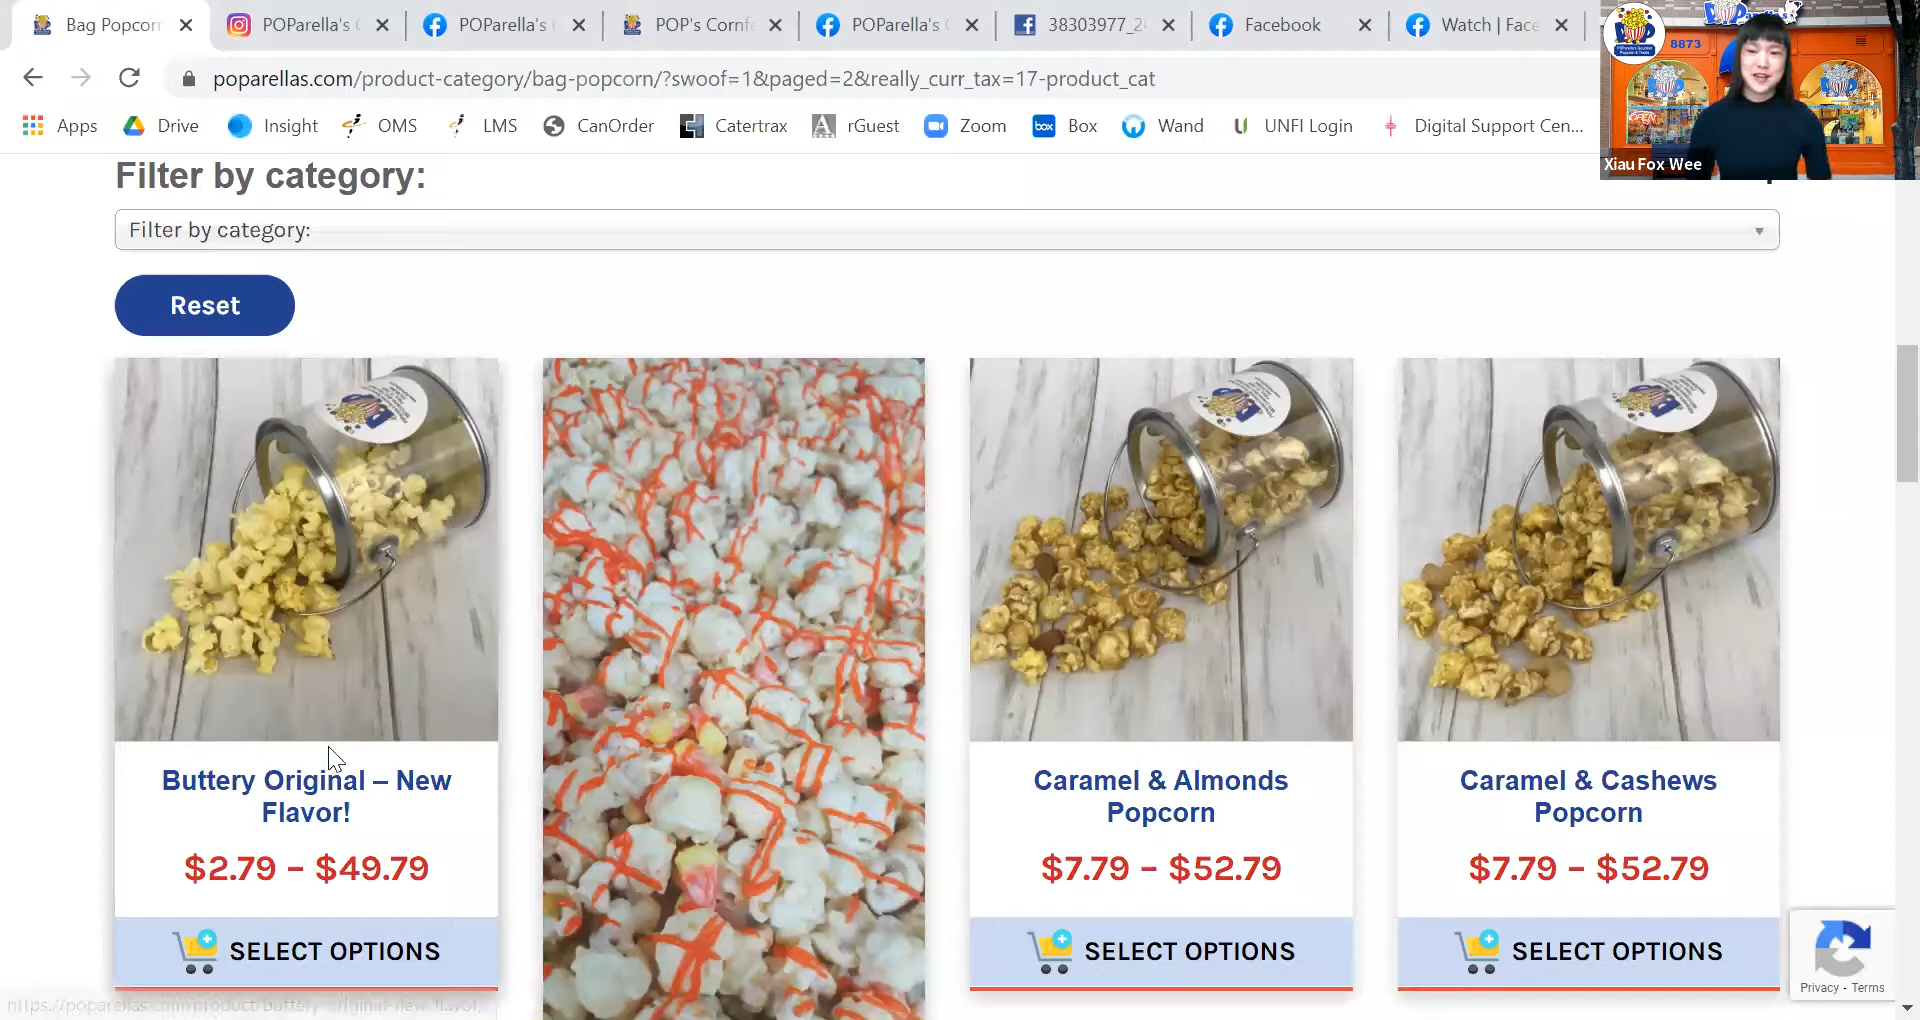 Bag Popcorn
POParella's G
POParella's
POP's Cornfe
POParella's G
38303977_2
Facebook
Watch | Face
poparellas.com/product-category/bag-popcorn/?swoof=1&paged=2&really_curr_tax=17-product_cat
Apps
Drive
Insight
OMS
LMS
CanOrder
Catertrax
rGuest
Zoom
box
Box
Wand
UNFI Login
Digital Support Cen...
8873
OPEN
Xiau Fox Wee
Filter by category:
Filter by category:
Reset
Buttery Original – New
Flavor!
$2.79 – $49.79
SELECT OPTIONS
Caramel & Almonds
Popcorn
$7.79 – $52.79
SELECT OPTIONS
Caramel & Cashews
Popcorn
$7.79 – $52.79
SELECT OPTIONS
Privacy - Terms